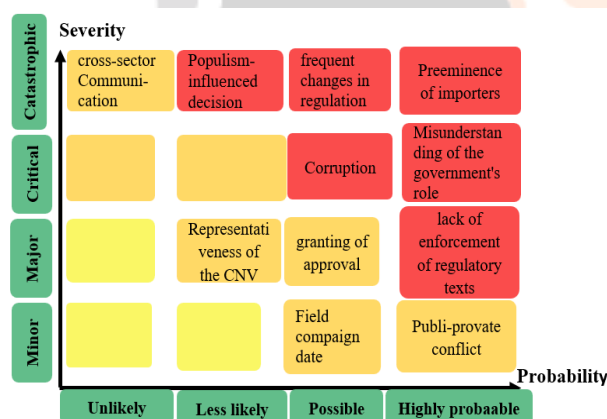 Severity
Catastrophic
cross-sector
Communi-
cation
Populism-
influenced
decision
frequent
changes in
regulation
Preeminence
of importers
Critical
Corruption
Misunderstan
ding of the
government's
role
Major
Representati
veness of
the CNV
granting of
approval
lack of
enforcement
of regulatory
texts
Minor
Field
compaign
date
Publi-provate
conflict
Probability
Unlikely
Less likely
Possible
Highly probaable